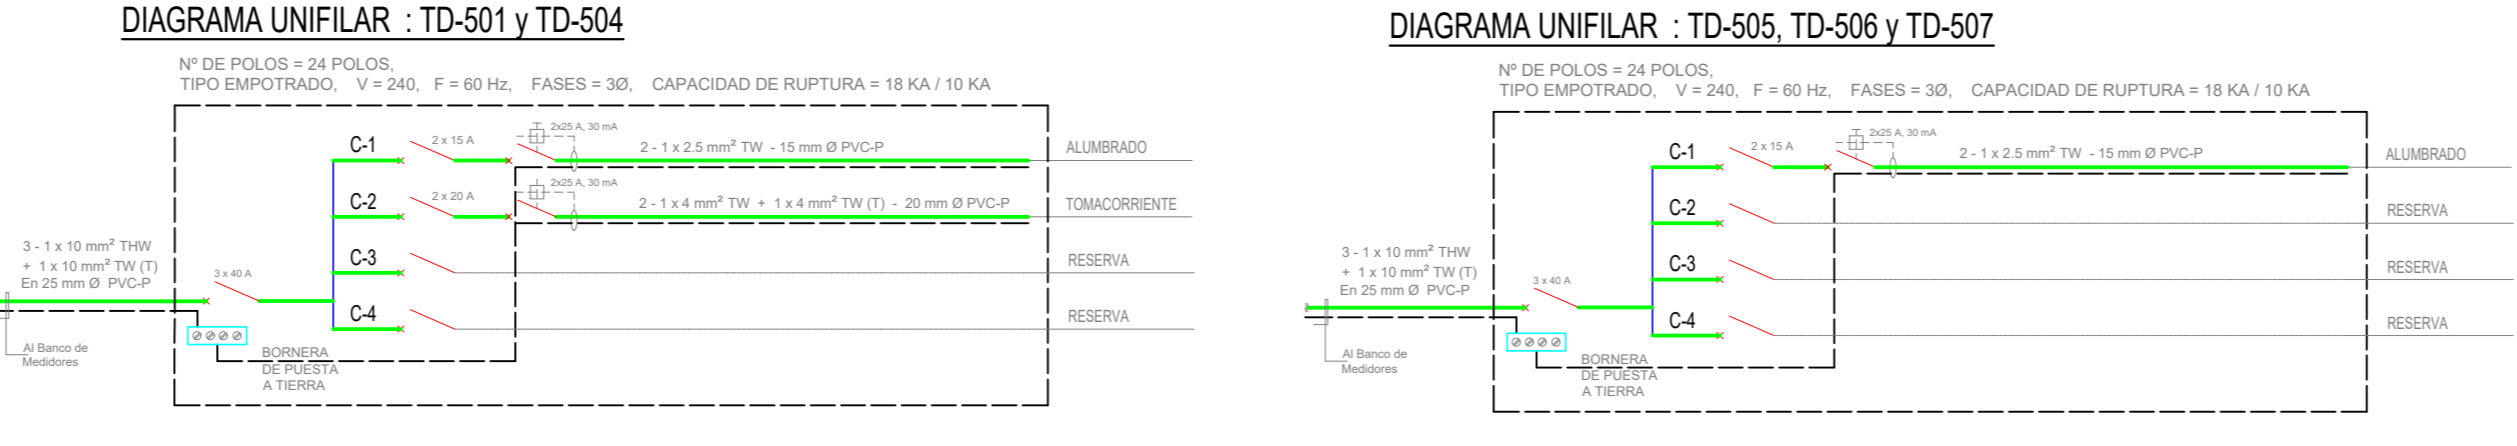 DIAGRAMA UNIFILAR : TD-501 y TD-504
Nº DE POLOS = 24 POLOS,
TIPO EMPOTRADO, V = 240, F = 60 Hz, FASES = 3Ø, CAPACIDAD DE RUPTURA = 18 KA / 10 KA
C-1
2 x 15 A
2x25 A, 30 mA
2 - 1 x 2.5 mm² TW - 15 mm Ø PVC-P
ALUMBRADO
C-2
2 x 20 A
2x25 A, 30 mA
2 - 1 x 4 mm² TW + 1 x 4 mm² TW (T) - 20 mm Ø PVC-P
TOMACORRIENTE
C-3
RESERVA
C-4
RESERVA
3 - 1 x 10 mm² THW
+ 1 x 10 mm² TW (T)
En 25 mm Ø PVC-P
3 x 40 A
Al Banco de
Medidores
BORNERA
DE PUESTA
A TIERRA
DIAGRAMA UNIFILAR : TD-505, TD-506 y TD-507
Nº DE POLOS = 24 POLOS,
TIPO EMPOTRADO, V = 240, F = 60 Hz, FASES = 3Ø, CAPACIDAD DE RUPTURA = 18 KA / 10 KA
C-1
2 x 15 A
2x25 A, 30 mA
2 - 1 x 2.5 mm² TW - 15 mm Ø PVC-P
ALUMBRADO
C-2
RESERVA
C-3
RESERVA
C-4
RESERVA
3 - 1 x 10 mm² THW
+ 1 x 10 mm² TW (T)
En 25 mm Ø PVC-P
3 x 40 A
Al Banco de
Medidores
BORNERA
DE PUESTA
A TIERRA